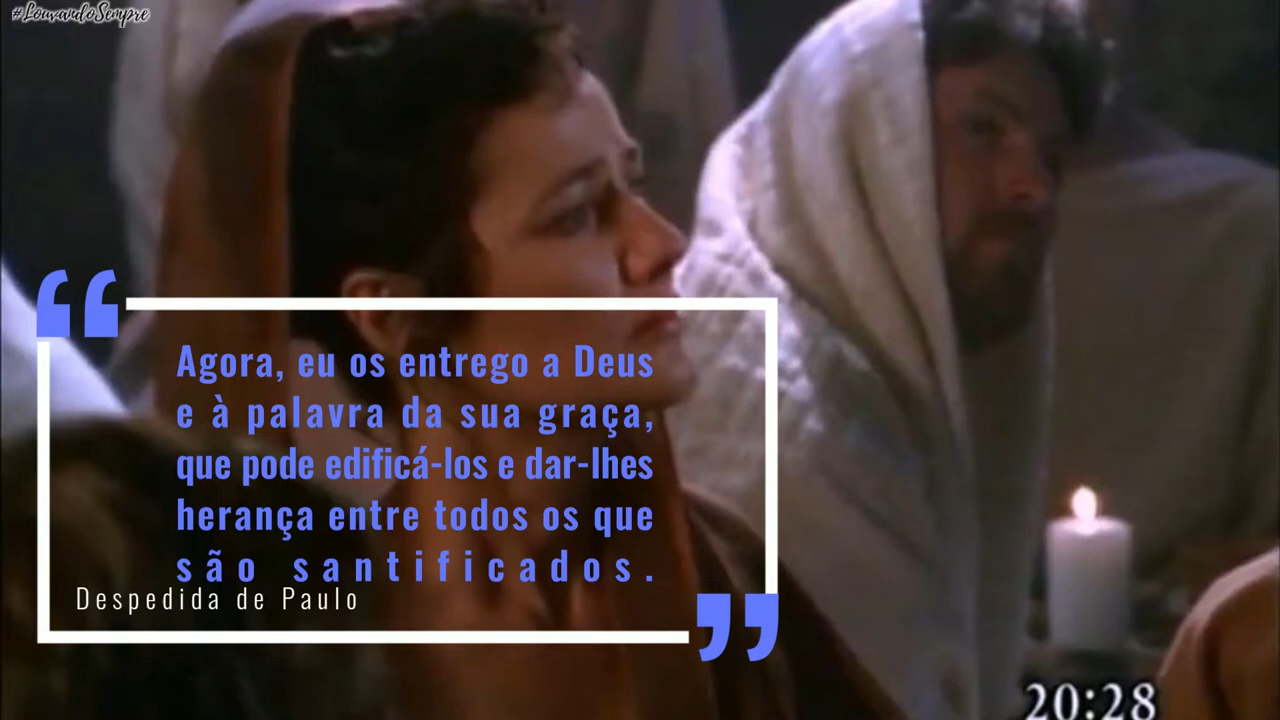 #LouvandoSempre
“
Agora, eu os entrego a Deus
e à palavra da sua graça,
que pode edificá-los e dar-lhes
herança entre todos os que
são santificados.
Despedida de Paulo
”
20:28